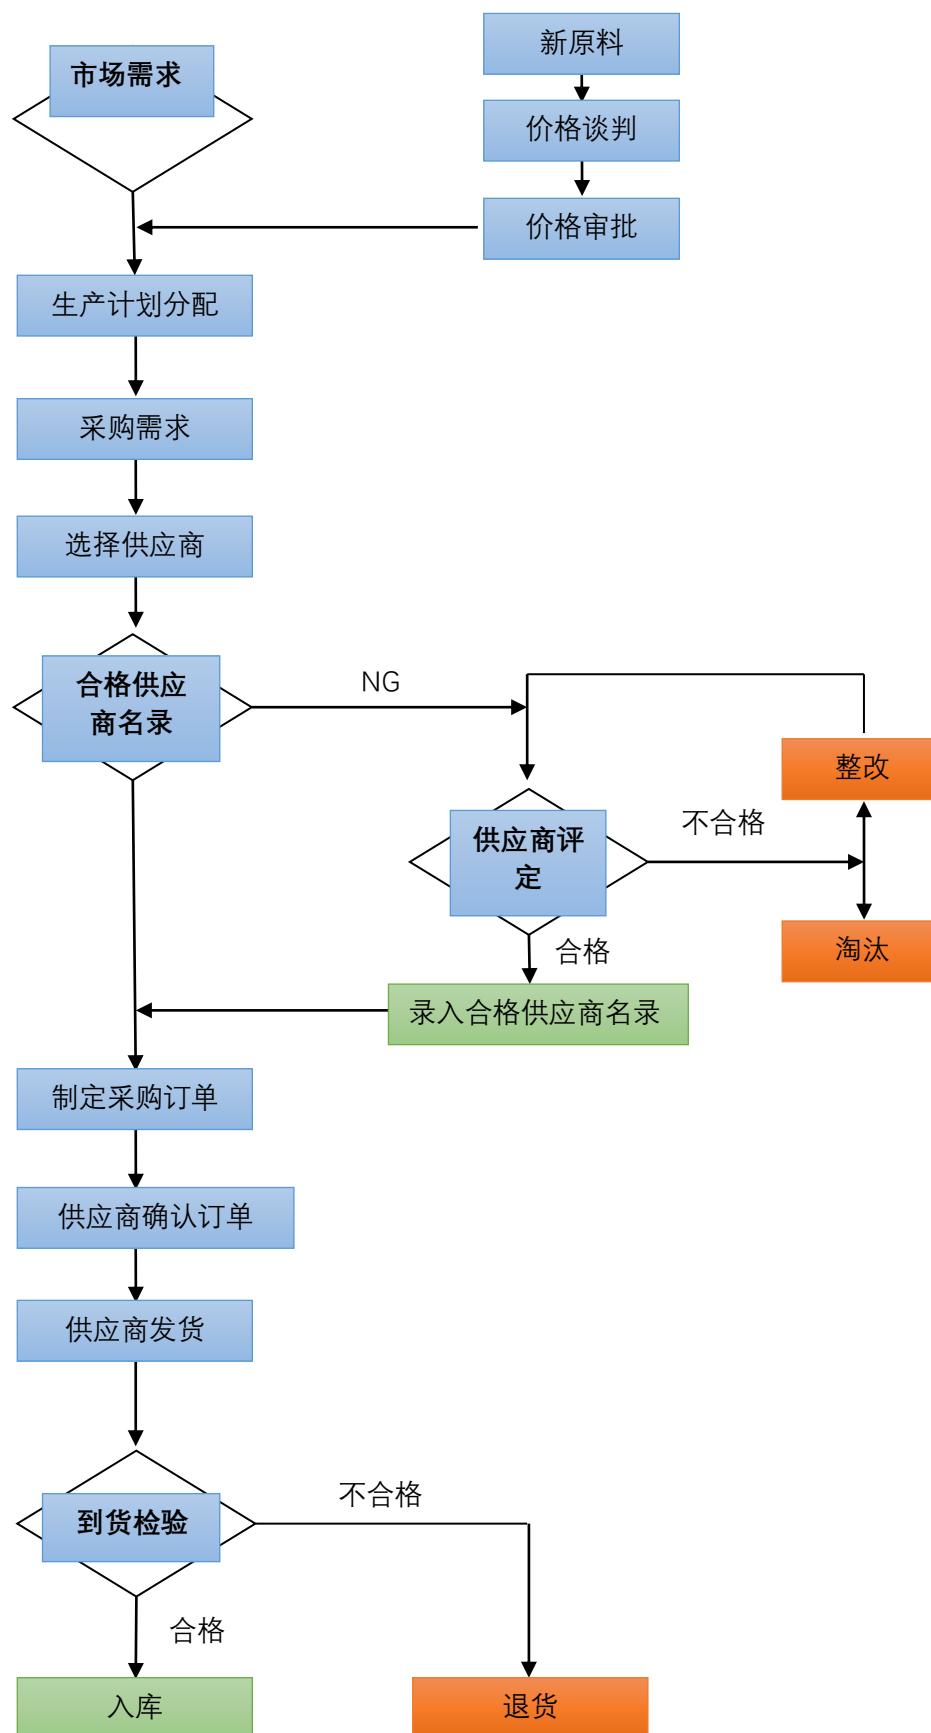 新原料
市场需求
价格谈判
价格审批
生产计划分配
采购需求
选择供应商
合格供应
商名录
NG
整改
不合格
供应商评
定
淘汰
合格
录入合格供应商名录
制定采购订单
供应商确认订单
供应商发货
不合格
到货检验
合格
入库
退货